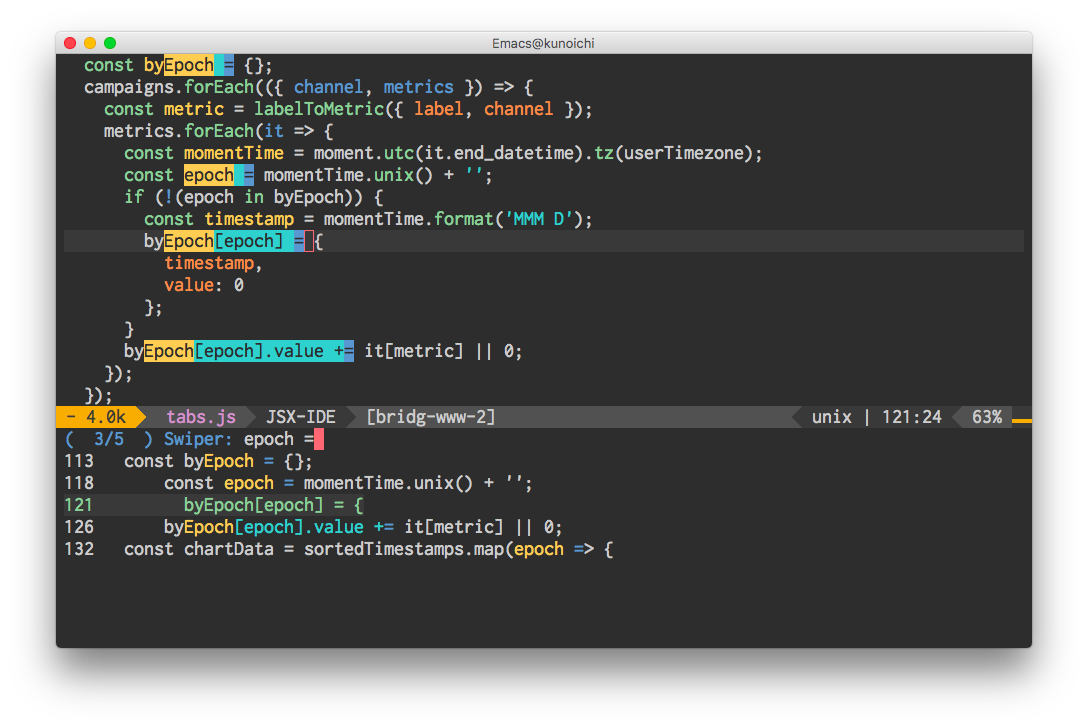 Emacs@kunoichi
const byEpoch = {};
campaigns.forEach(({ channel, metrics }) => {
const metric = labelToMetric({ label, channel });
metrics.forEach(it => {
const momentTime = moment.utc(it.end_datetime).tz(userTimezone);
const epoch = momentTime.unix() + '';
if (!(epoch in byEpoch)) {
const timestamp = momentTime.format('MMM D');
byEpoch[epoch] = {
timestamp,
value: 0
};
}
byEpoch[epoch].value += it[metric] || 0;
});
});
- 4.0k tabs.js JSX-IDE [bridg-www-2] unix | 121:24 63%
( 3/5 ) Swiper: epoch =
113 const byEpoch = {};
118 const epoch = momentTime.unix() + '';
121 byEpoch[epoch] = {
126 byEpoch[epoch].value += it[metric] || 0;
132 const chartData = sortedTimestamps.map(epoch => {